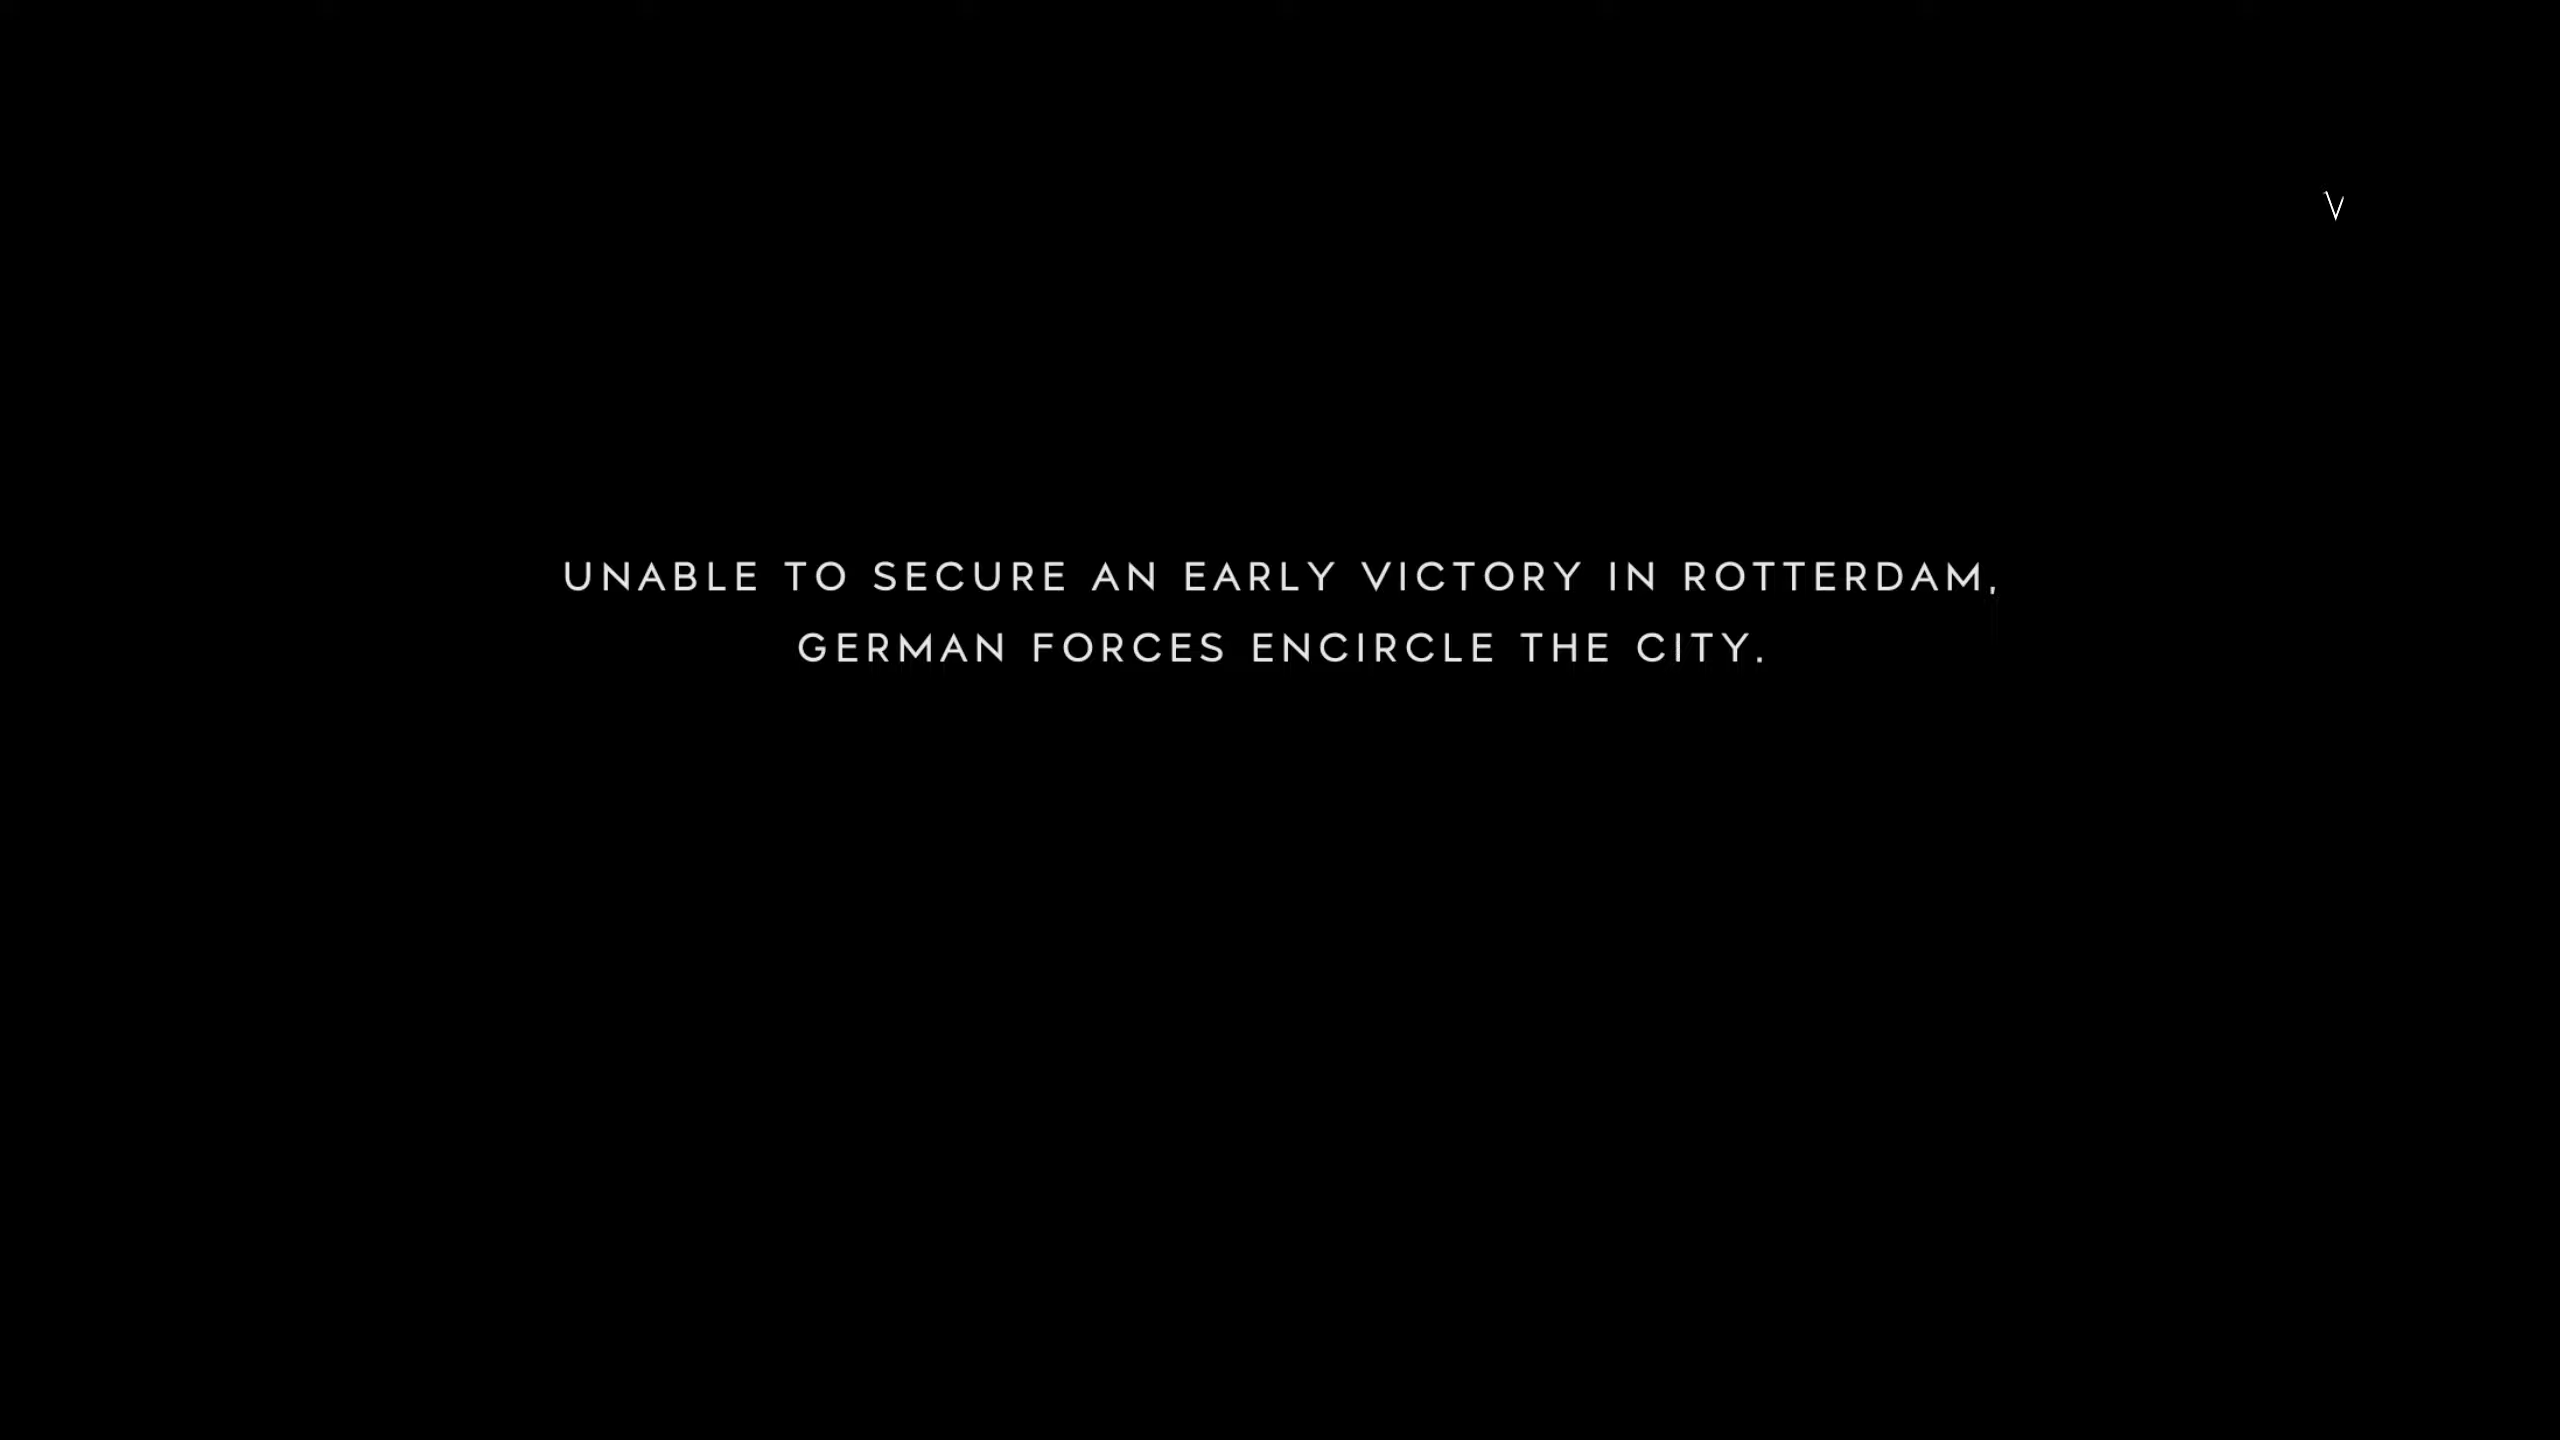 V
UNABLE TO SECURE AN EARLY VICTORY IN ROTTERDAM,
GERMAN FORCES ENCIRCLE THE CITY.